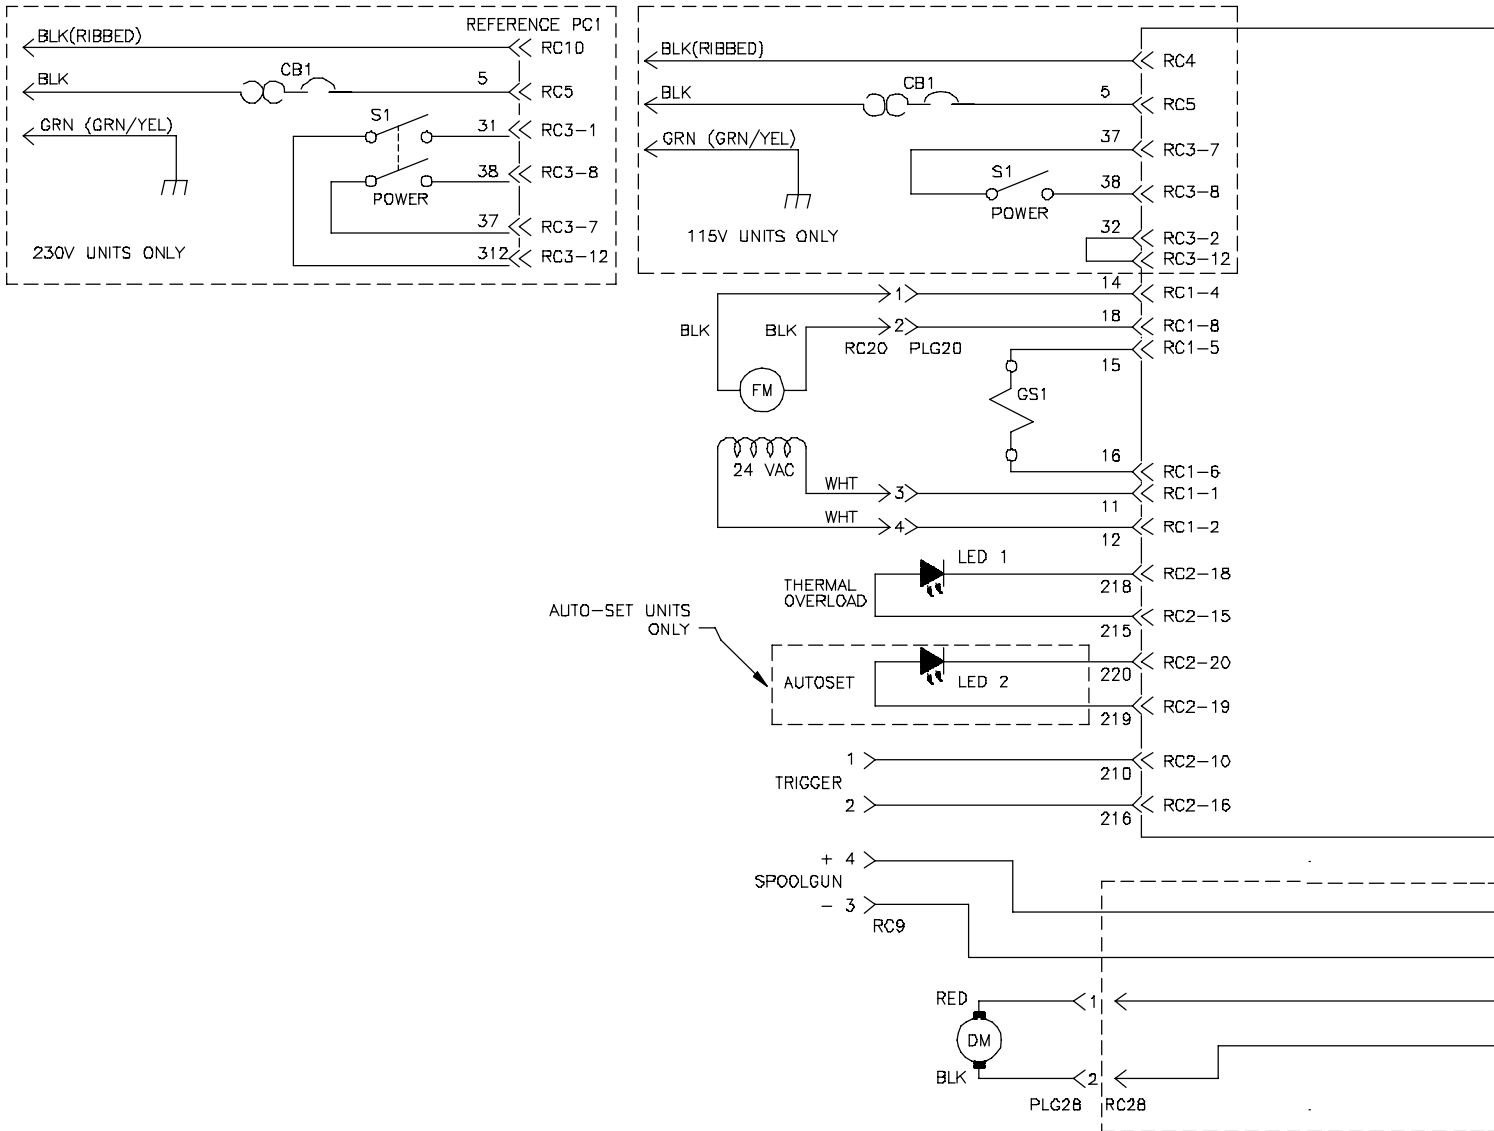 REFERENCE PC1
BLK(RIBBED)
RC10
BLK
CB1
5
RC5
GRN (GRN/YEL)
S1
31
RC3-1
38
RC3-8
POWER
37
RC3-7
230V UNITS ONLY
312
RC3-12
BLK(RIBBED)
RC4
BLK
CB1
5
RC5
GRN (GRN/YEL)
37
RC3-7
S1
38
RC3-8
POWER
32
RC3-2
115V UNITS ONLY
RC3-12
14
RC1-4
1
18
RC1-8
BLK
BLK
2
RC20
PLG20
RC1-5
15
FM
GS1
16
RC1-6
24 VAC
WHT
3
RC1-1
11
WHT
4
RC1-2
12
LED 1
RC2-18
THERMAL
OVERLOAD
218
RC2-15
215
AUTO-SET UNITS
ONLY
RC2-20
220
AUTOSET
LED 2
RC2-19
219
1
RC2-10
210
TRIGGER
2
RC2-16
216
+ 4
SPOOLGUN
- 3
RC9
RED
1
DM
BLK
2
PLG28
RC28